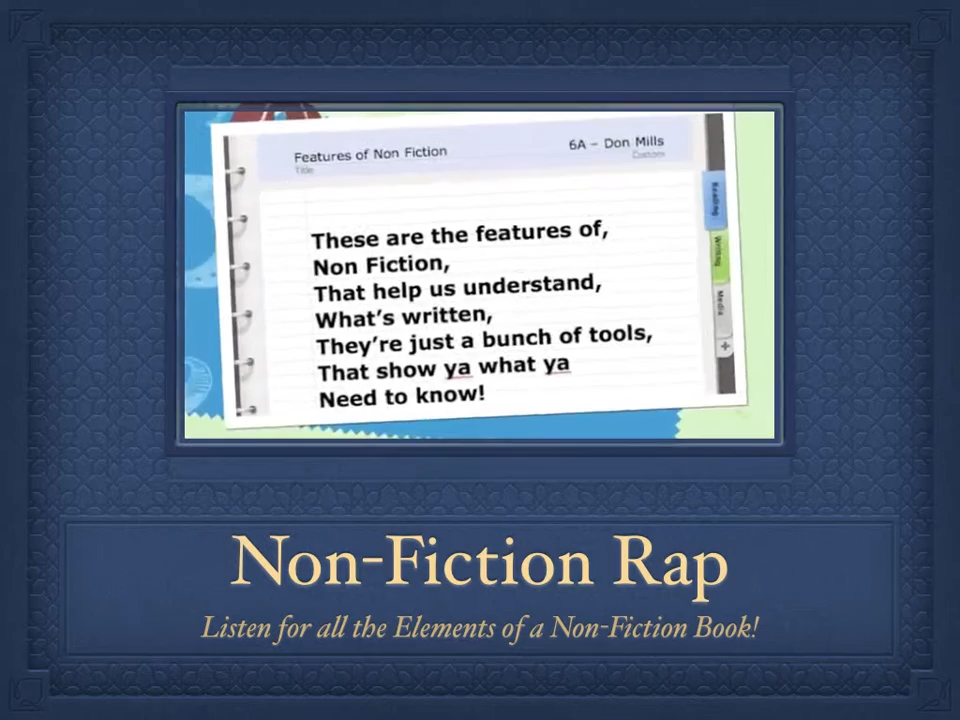 Features of Non Fiction
Title
6A – Don Mills
Custom
These are the features of,
Non Fiction,
That help us understand,
What's written,
They're just a bunch of tools,
That show ya what ya
Need to know!
Reading
Writing
Media
+
Non-Fiction Rap
Listen for all the Elements of a Non-Fiction Book!